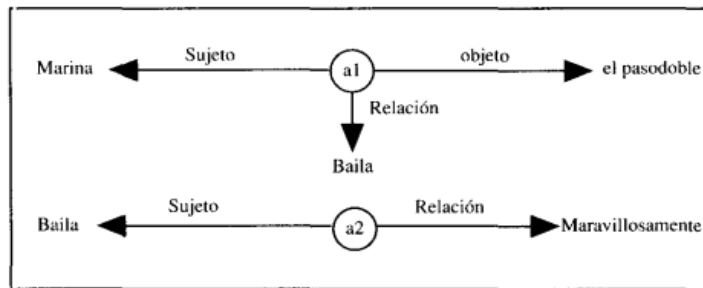 Sujeto objeto
Marina a1 el pasodoble
Relación
Baila
Sujeto Relación
Baila a2 Maravillosamente